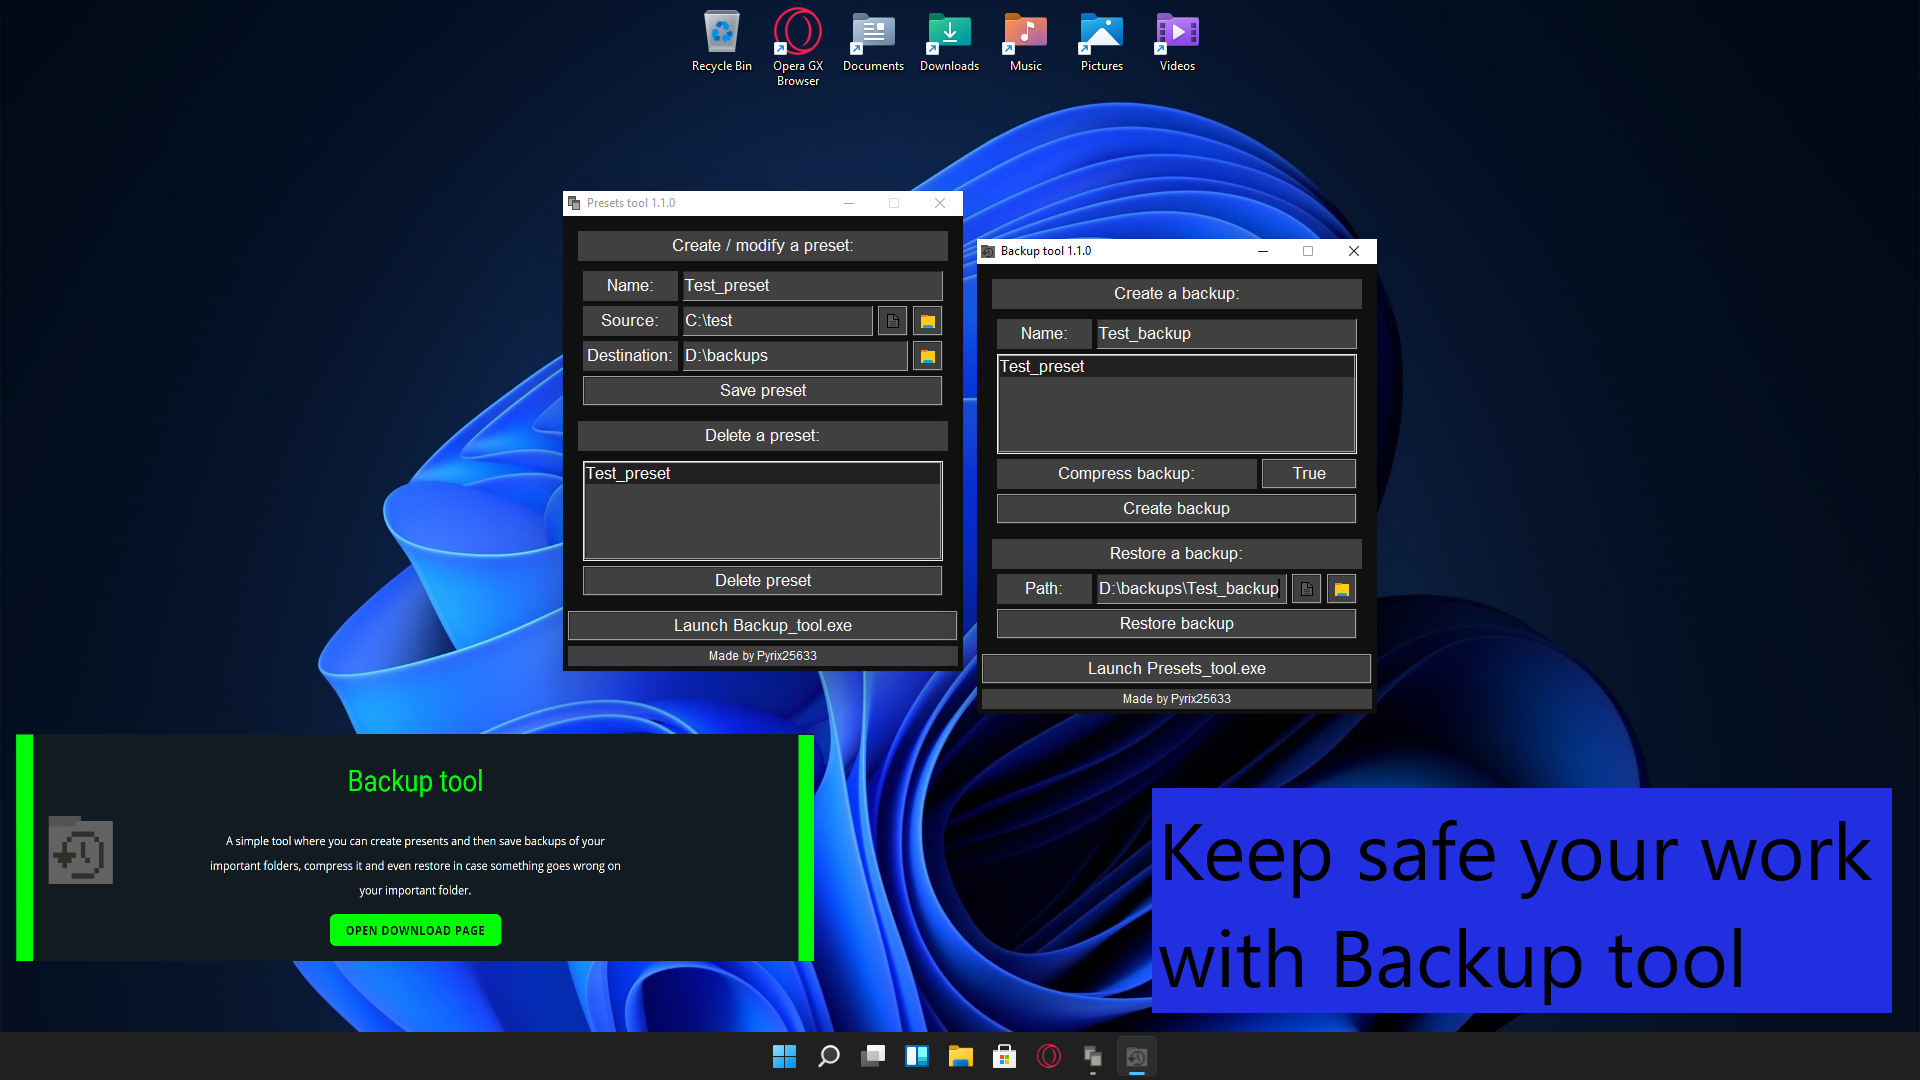 Recycle Bin
Opera GX
Browser
Documents
Downloads
Music
Pictures
Videos
Presets tool 1.1.0
Create / modify a preset:
Name:
Test_preset
Source:
C:\test
Destination:
D:\backups
Save preset
Delete a preset:
Test_preset
Delete preset
Launch Backup_tool.exe
Made by Pyrix25633
Backup tool 1.1.0
Create a backup:
Name:
Test_backup
Test_preset
Compress backup:
True
Create backup
Restore a backup:
Path:
D:\backups\Test_backup
Restore backup
Launch Presets_tool.exe
Made by Pyrix25633
Backup tool
A simple tool where you can create presents and then save backups of your
important folders, compress it and even restore in case something goes wrong on
your important folder.
OPEN DOWNLOAD PAGE
Keep safe your work
with Backup tool